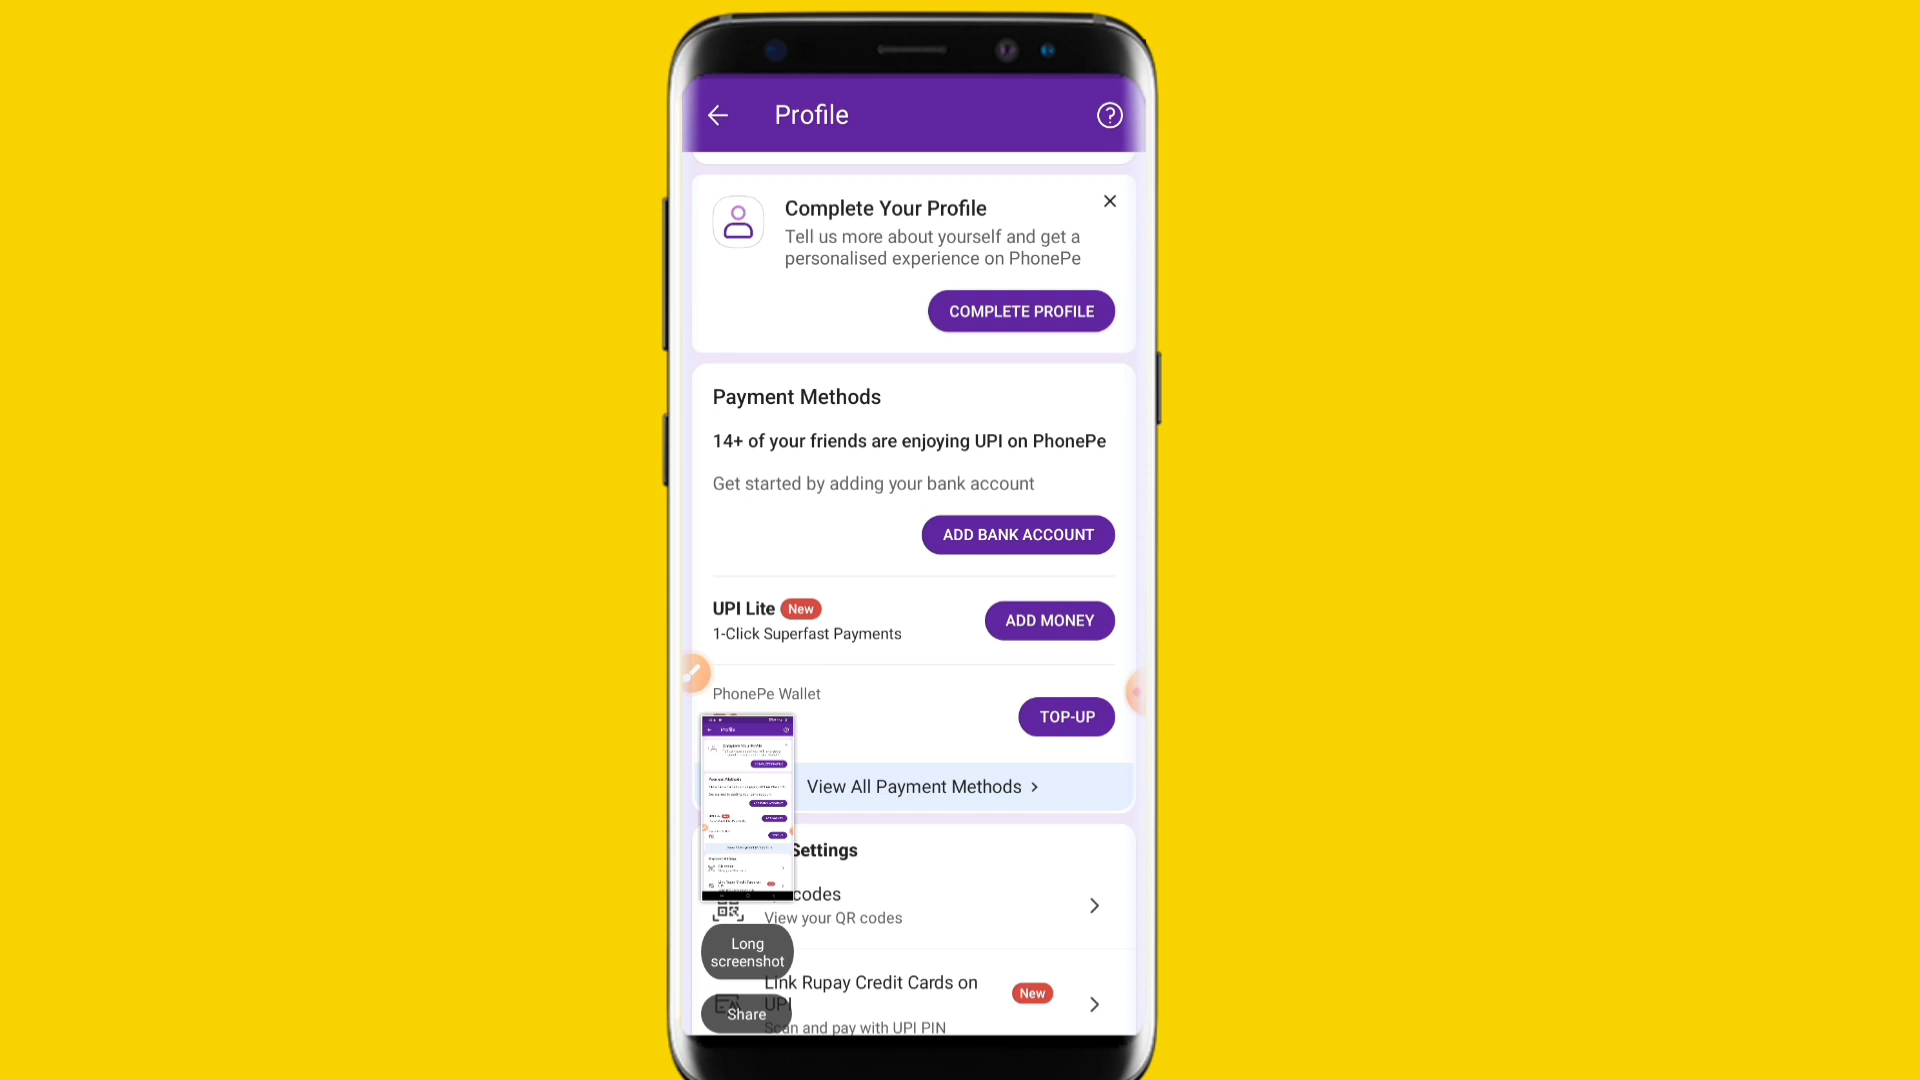 Profile
Complete Your Profile
Tell us more about yourself and get a
personalised experience on PhonePe
COMPLETE PROFILE
Payment Methods
14+ of your friends are enjoying UPI on PhonePe
Get started by adding your bank account
ADD BANK ACCOUNT
UPI Lite New
1-Click Superfast Payments
ADD MONEY
PhonePe Wallet
TOP-UP
View All Payment Methods
Settings
codes
View your QR codes
Long
screenshot
Link Rupay Credit Cards on
UPI
New
Share
Scan and pay with UPI PIN